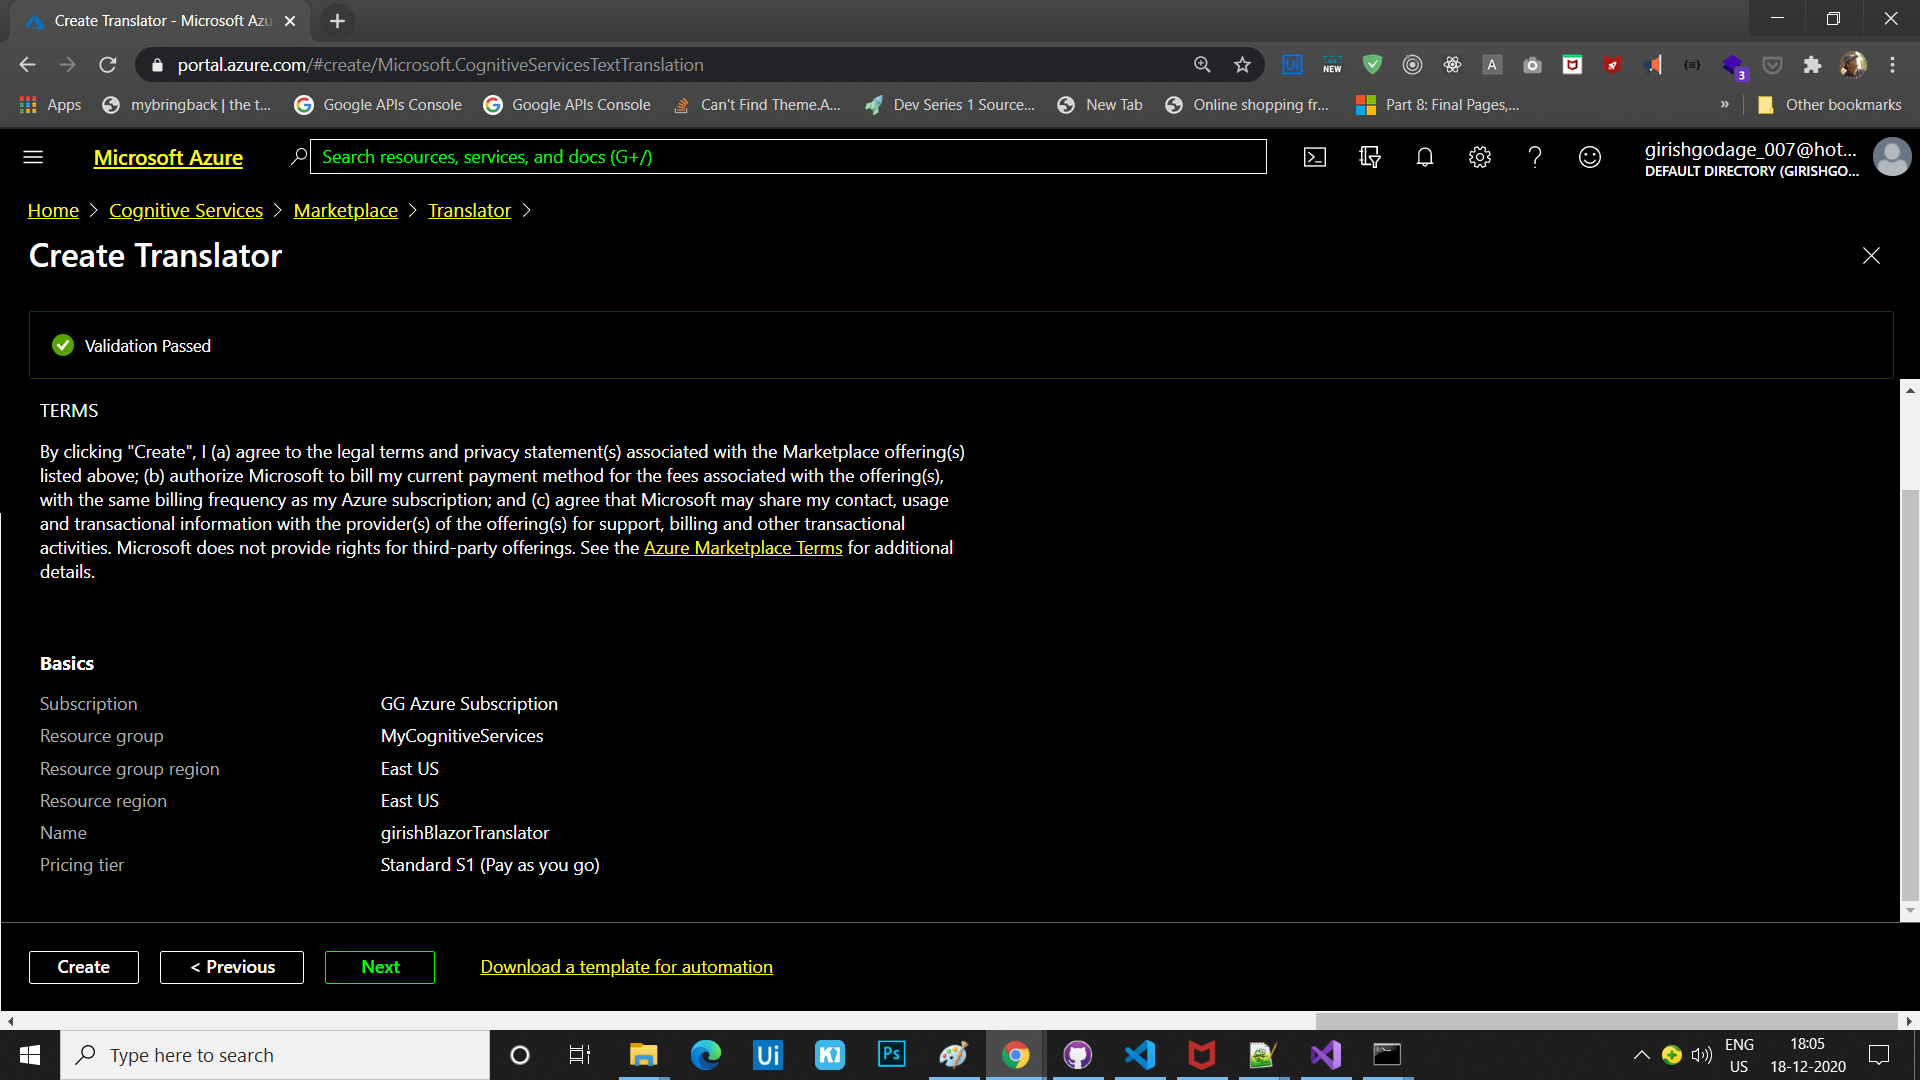 Create Translator - Microsoft Azu
portal.azure.com/#create/Microsoft.CognitiveServicesTextTranslation
Apps
mybringback | the t...
Google APIs Console
Google APIs Console
Can't Find Theme.A...
Dev Series 1 Source...
New Tab
Online shopping fr...
Part 8: Final Pages,...
»
Other bookmarks
Microsoft Azure
Search resources, services, and docs (G+/)
girishgodage_007@hot...
DEFAULT DIRECTORY (GIRISHGO...
Home > Cognitive Services > Marketplace > Translator >
Create Translator
Validation Passed
TERMS
By clicking "Create", I (a) agree to the legal terms and privacy statement(s) associated with the Marketplace offering(s)
listed above; (b) authorize Microsoft to bill my current payment method for the fees associated with the offering(s),
with the same billing frequency as my Azure subscription; and (c) agree that Microsoft may share my contact, usage
and transactional information with the provider(s) of the offering(s) for support, billing and other transactional
activities. Microsoft does not provide rights for third-party offerings. See the Azure Marketplace Terms for additional
details.
Basics
Subscription GG Azure Subscription
Resource group MyCognitiveServices
Resource group region East US
Resource region East US
Name girishBlazorTranslator
Pricing tier Standard S1 (Pay as you go)
Create
< Previous
Next
Download a template for automation
Type here to search
Ui
Ps
ENG
US
18:05
18-12-2020